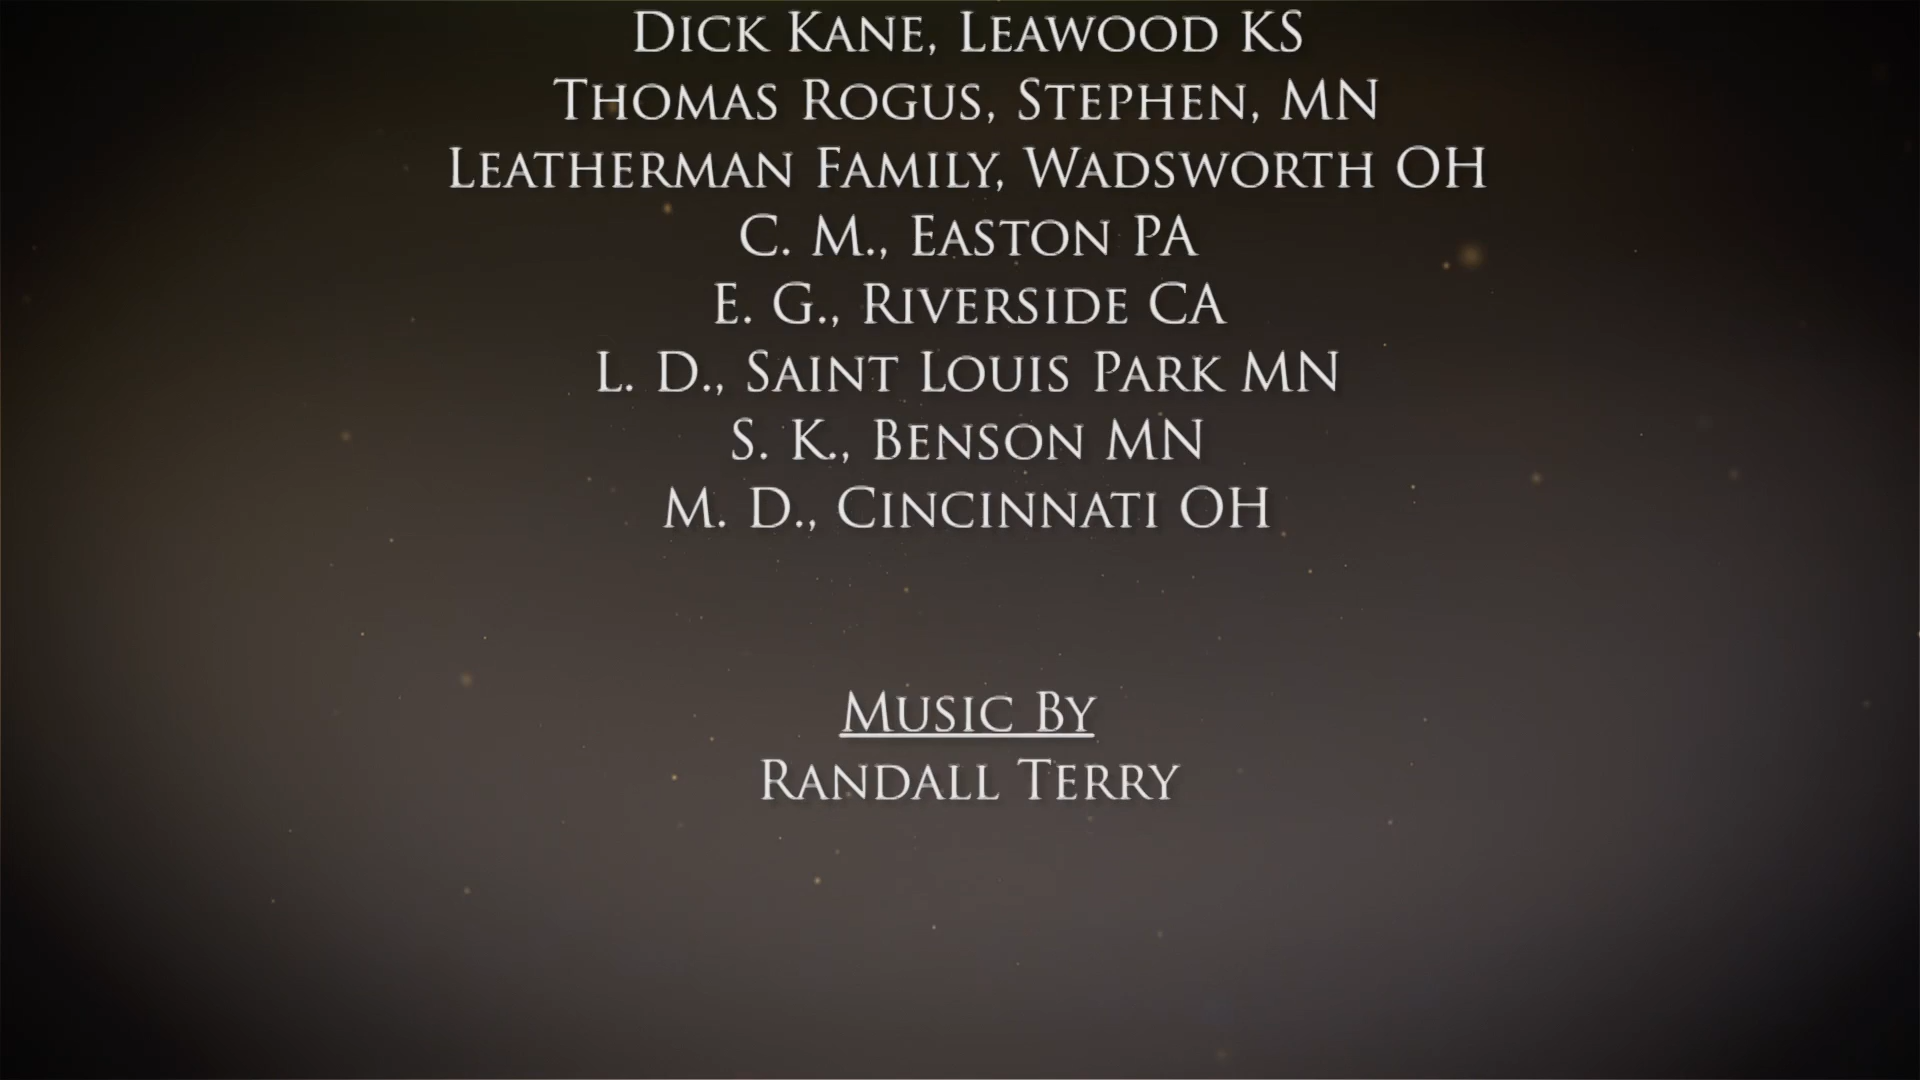 Dick Kane, Leawood KS
Thomas Rogus, Stephen, MN
Leatherman Family, Wadsworth OH
C. M., Easton PA
E. G., Riverside CA
L. D., Saint Louis Park MN
S. K., Benson MN
M. D., Cincinnati OH
Music By
Randall Terry